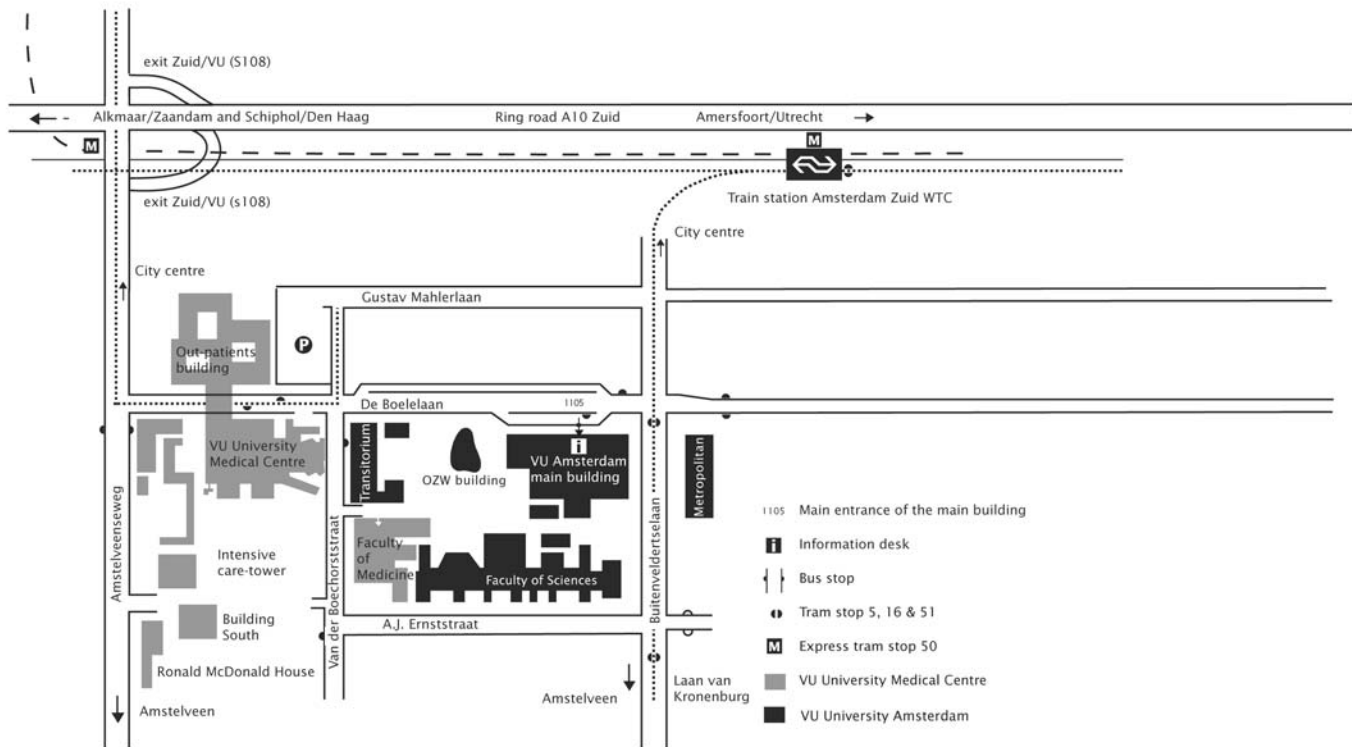 exit Zuid/VU (S108)
Alkmaar/Zaandam and Schiphol/Den Haag
Ring road A10 Zuid
Amersfoort/Utrecht
M
M
exit Zuid/VU (s108)
Train station Amsterdam Zuid WTC
City centre
City centre
Gustav Mahlerlaan
P
Out-patients
building
De Boelelaan
1105
i
VU University
Medical Centre
Transitorium
OZW building
VU Amsterdam
main building
Metropolitan
Amstelveenseweg
Van der Boechorststraat
Buitenveldertselaan
Intensive
care-tower
Faculty
of
Medicine
Faculty of Sciences
Building
South
A.J. Ernststraat
Ronald McDonald House
Amstelveen
Amstelveen
Laan van
Kronenburg
1105 Main entrance of the main building
i Information desk
Bus stop
Tram stop 5, 16 & 51
M Express tram stop 50
VU University Medical Centre
VU University Amsterdam